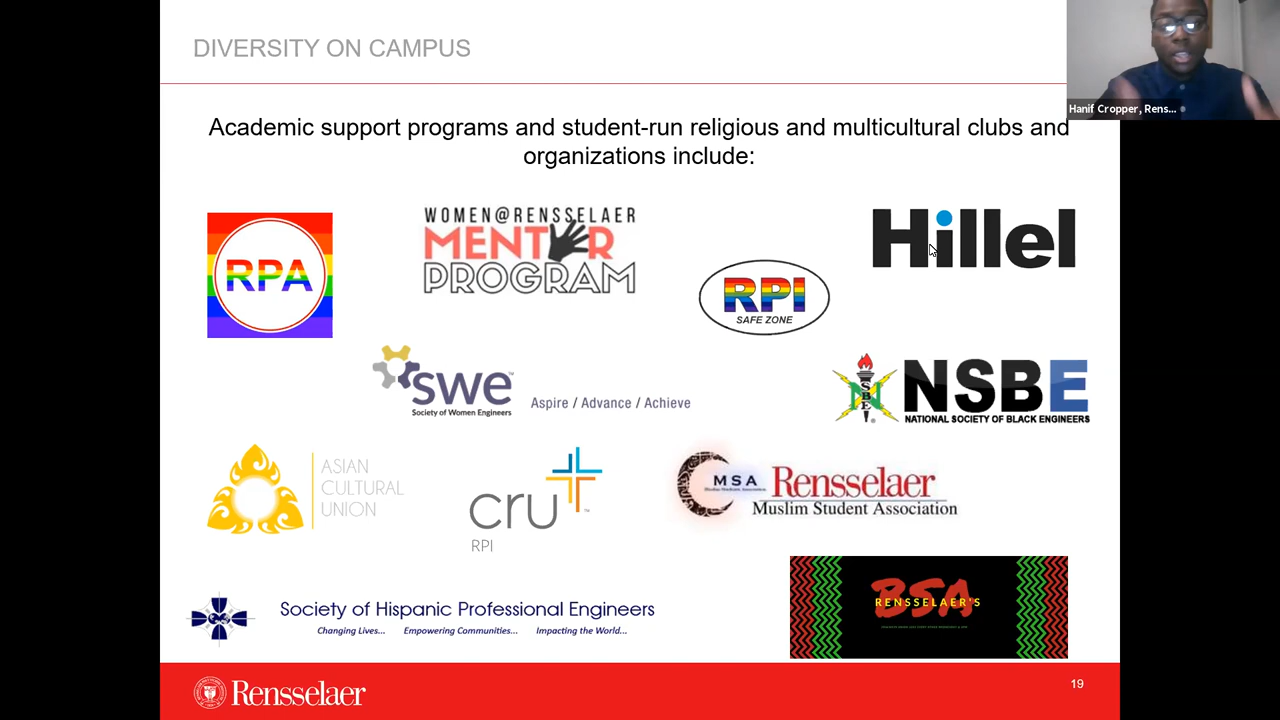 DIVERSITY ON CAMPUS
Hanif Cropper, Rens...
Academic support programs and student-run religious and multicultural clubs and
organizations include:
RPA
WOMEN@RENSSELAER
MENTOR
PROGRAM
RPI
SAFE ZONE
Hillel
swe
Society of Women Engineers
Aspire / Advance / Achieve
NSBE
NSBE
NATIONAL SOCIETY OF BLACK ENGINEERS
ASIAN
CULTURAL
UNION
cru
RPI
MSA
Rensselaer
Muslim Student Association
Society of Hispanic Professional Engineers
Changing Lives... Empowering Communities... Impacting the World...
BSA
RENSSELAER'S
Rensselaer
19